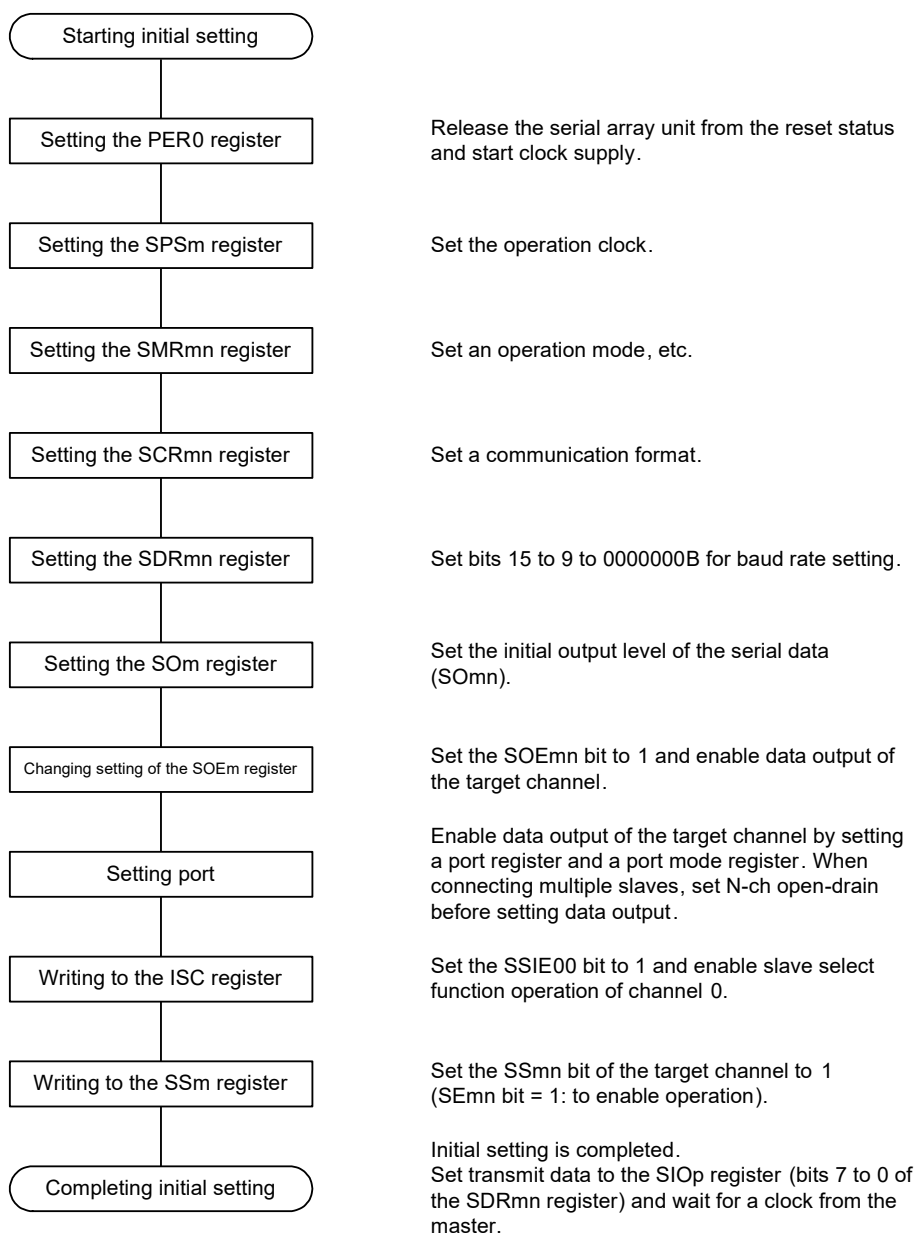 Starting initial setting
Setting the PER0 register
Release the serial array unit from the reset status
and start clock supply.
Setting the SPSm register
Set the operation clock.
Setting the SMRmn register
Set an operation mode, etc.
Setting the SCRmn register
Set a communication format.
Setting the SDRmn register
Set bits 15 to 9 to 0000000B for baud rate setting.
Setting the SOm register
Set the initial output level of the serial data
(SOmn).
Changing setting of the SOEm register
Set the SOEmn bit to 1 and enable data output of
the target channel.
Setting port
Enable data output of the target channel by setting
a port register and a port mode register. When
connecting multiple slaves, set N-ch open-drain
before setting data output.
Writing to the ISC register
Set the SSIE00 bit to 1 and enable slave select
function operation of channel 0.
Writing to the SSm register
Set the SSmn bit of the target channel to 1
(SEmn bit = 1: to enable operation).
Completing initial setting
Initial setting is completed.
Set transmit data to the SIOp register (bits 7 to 0 of
the SDRmn register) and wait for a clock from the
master.